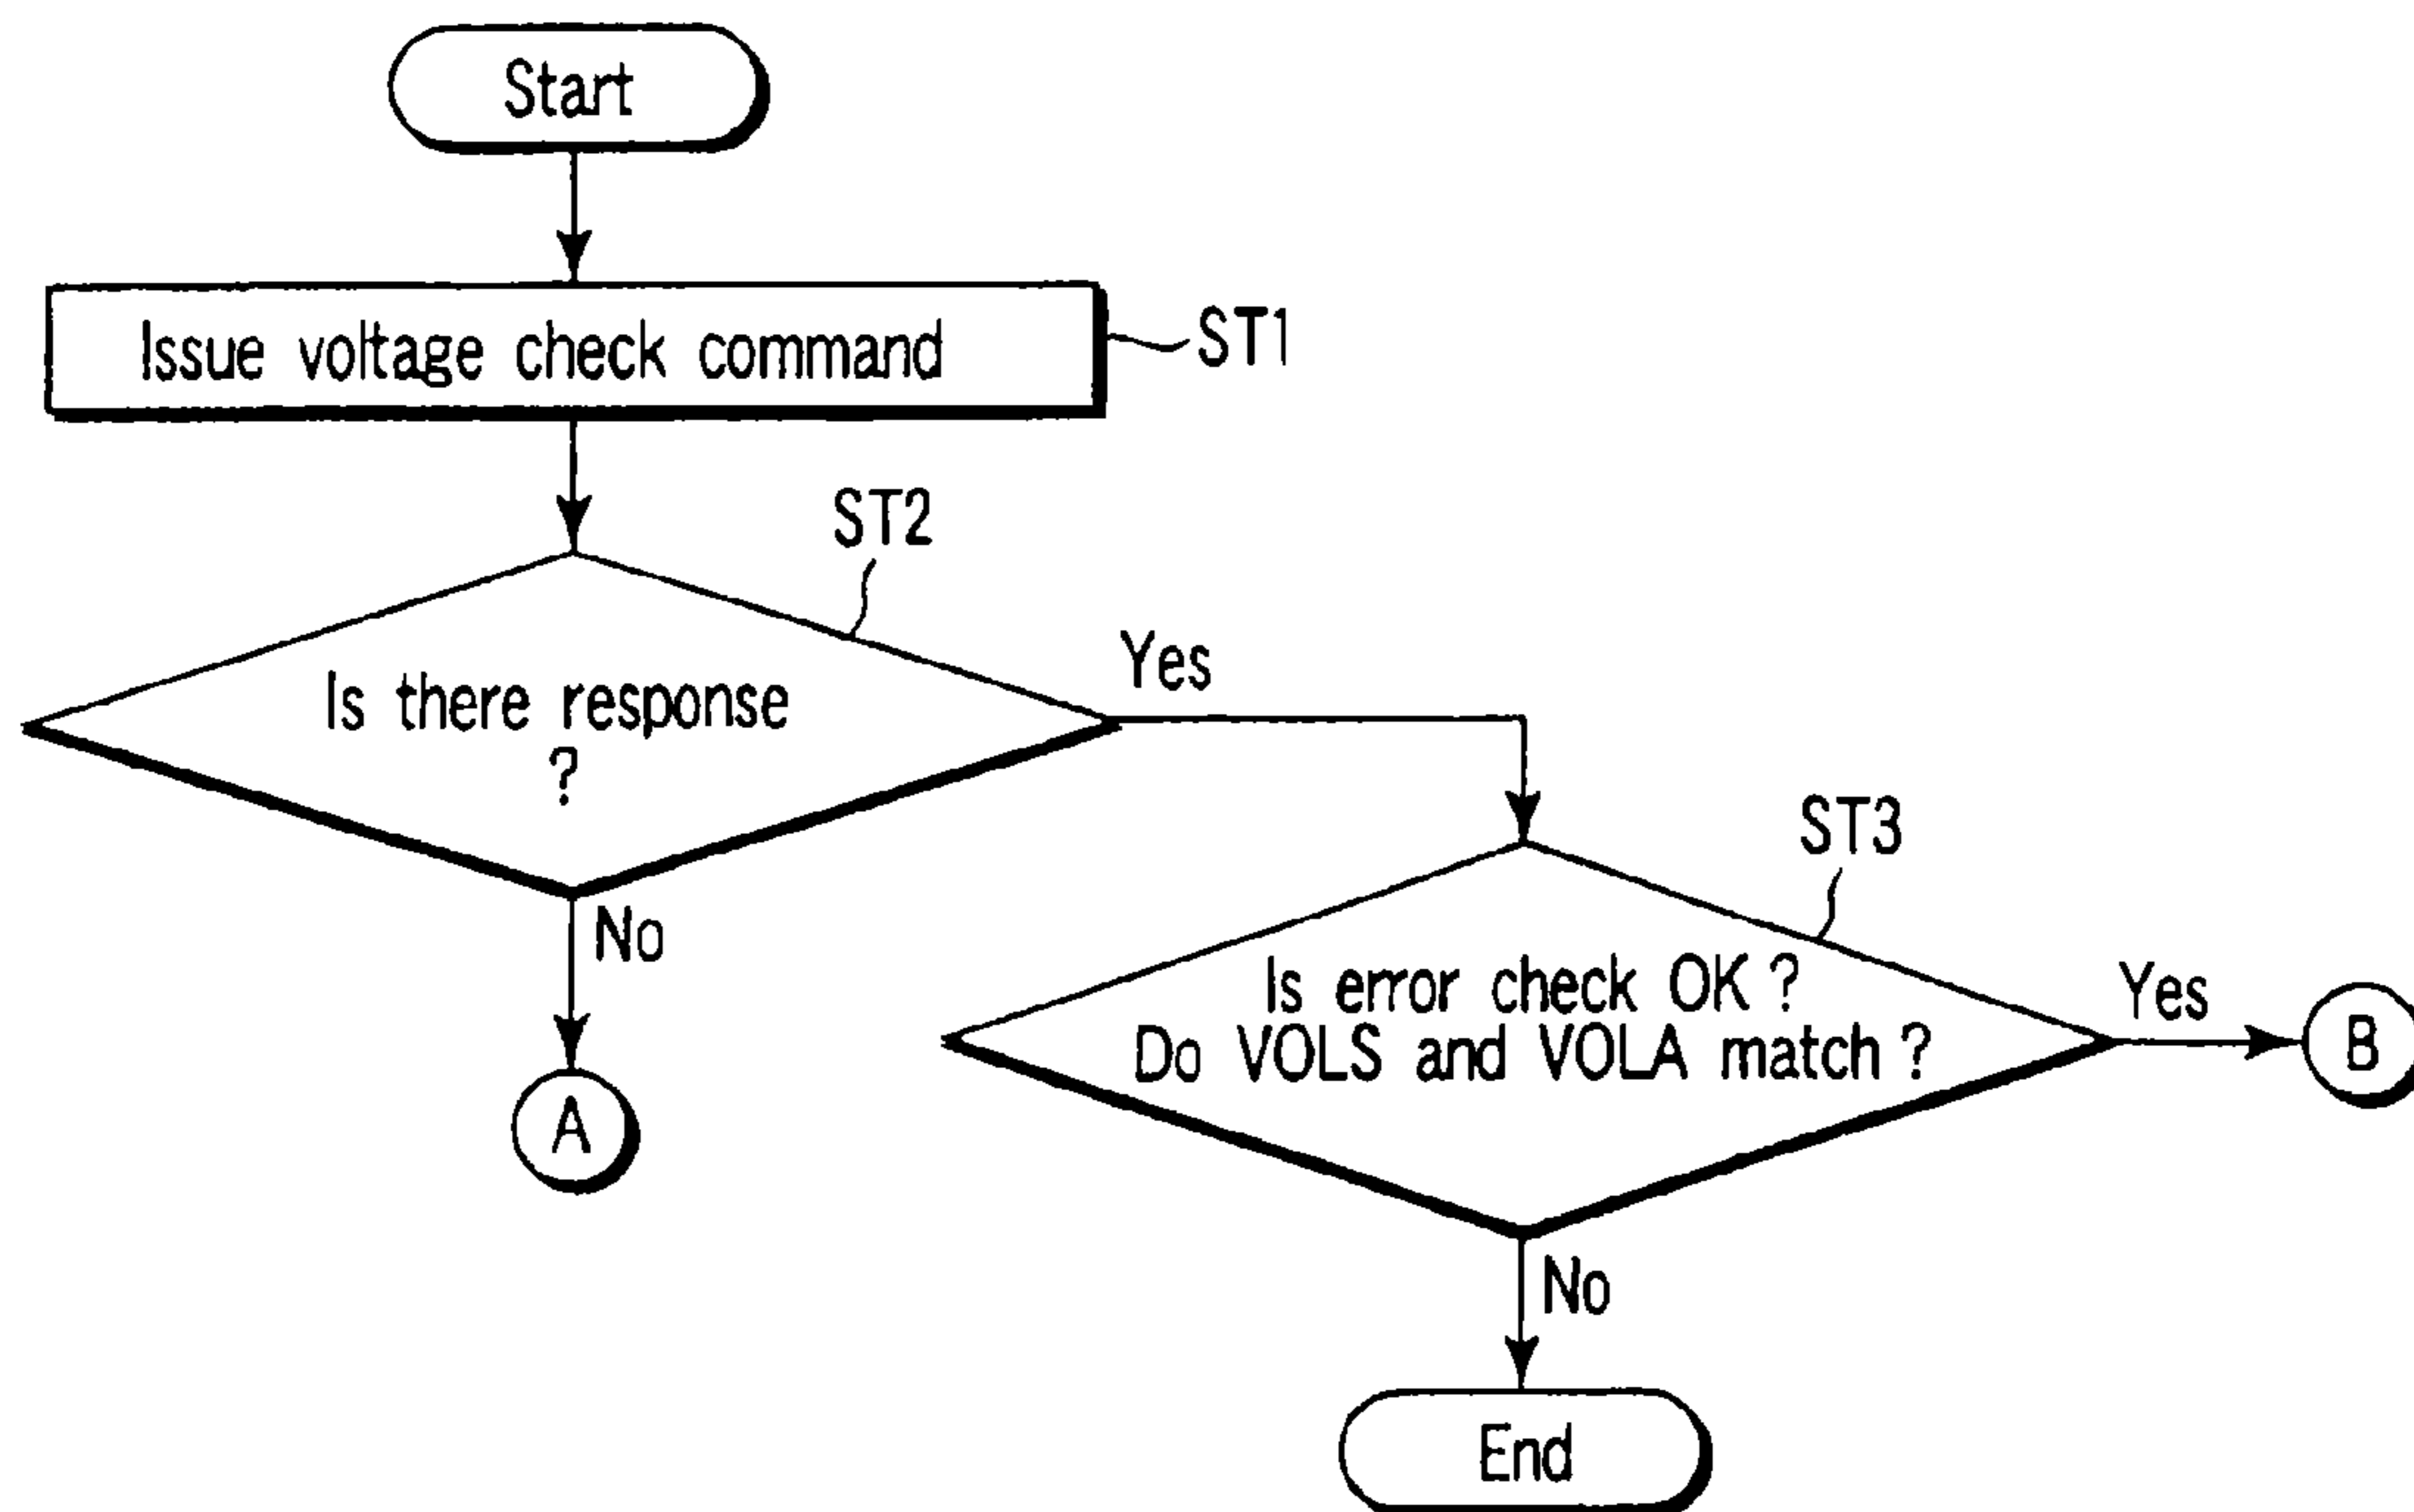 Start
Issue voltage check command
ST1
ST2
Is there response
?
Yes
No
A
ST3
Is error check OK ?
Do VOLS and VOLA match ?
Yes
B
No
End